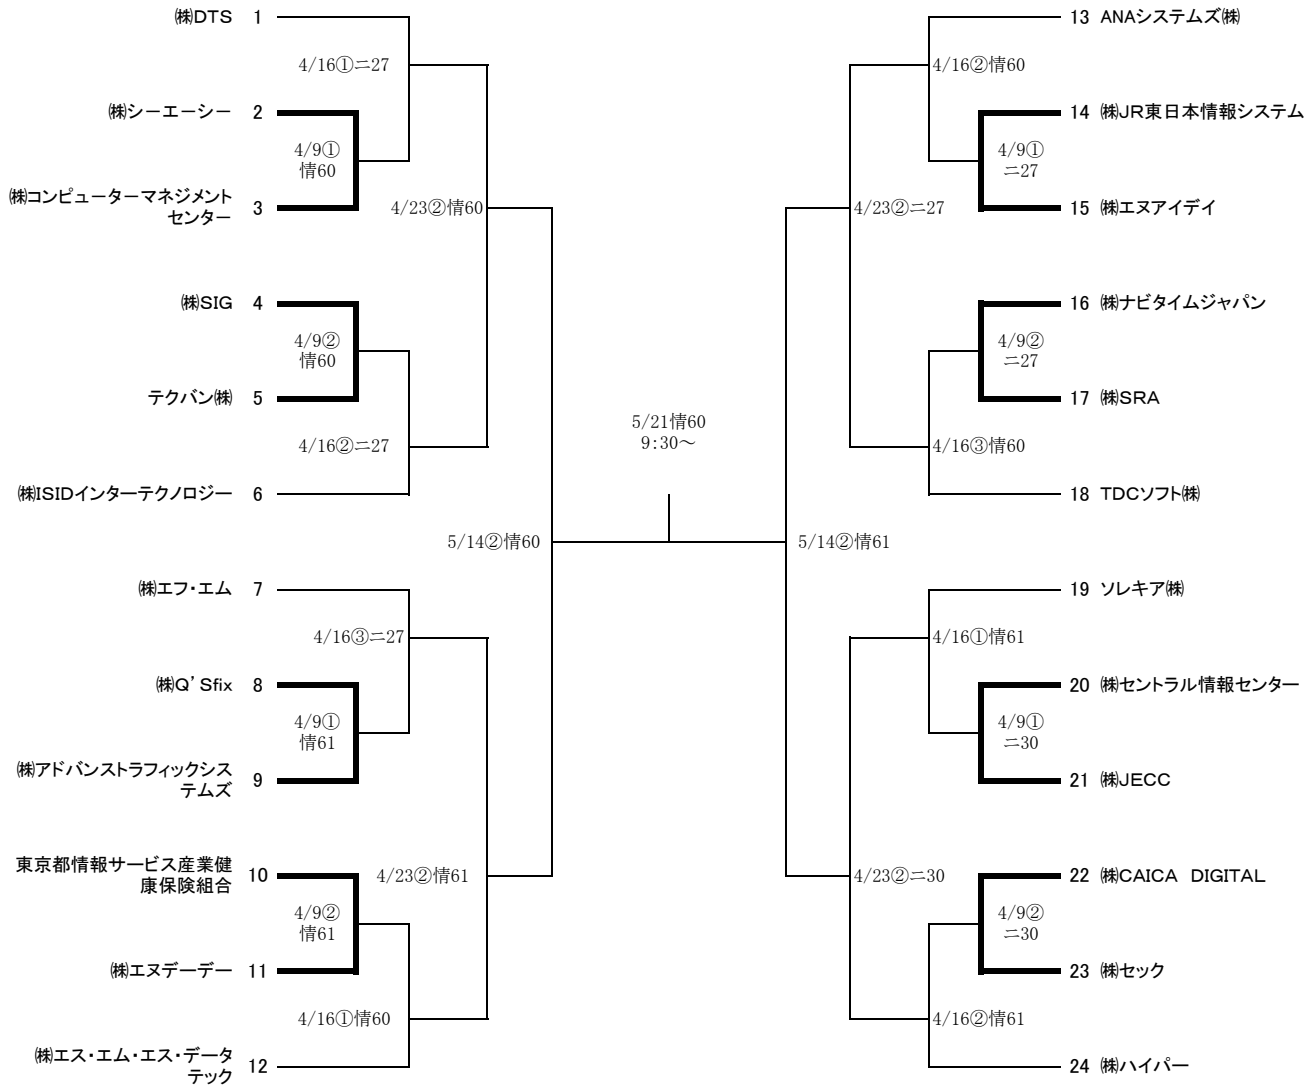 ㈱DTS 1
4/16①ニ27
㈱シーエーシー 2
4/9①
情60
㈱コンピューターマネジメント
センター 3
4/23②情60
㈱SIG 4
4/9②
情60
テクバン㈱ 5
4/16②ニ27
㈱ISIDインターテクノロジー 6
5/14②情60
㈱エフ・エム 7
4/16③ニ27
㈱Q'Sfix 8
4/9①
情61
㈱アドバンストラフィックシス
テムズ 9
東京都情報サービス産業健
康保険組合 10
4/23②情61
4/9②
情61
㈱エヌデーデー 11
4/16①情60
㈱エス・エム・エス・データ
テック 12
5/21情60
9:30～
13 ANAシステムズ㈱
4/16②情60
14 ㈱JR東日本情報システム
4/9①
ニ27
15 ㈱エヌアイデイ
4/23②ニ27
16 ㈱ナビタイムジャパン
4/9②
ニ27
17 ㈱SRA
4/16③情60
18 TDCソフト㈱
5/14②情61
19 ソレキア㈱
4/16①情61
20 ㈱セントラル情報センター
4/9①
ニ30
21 ㈱JECC
4/23②ニ30
22 ㈱CAICA　DIGITAL
4/9②
ニ30
23 ㈱セック
4/16②情61
24 ㈱ハイパー